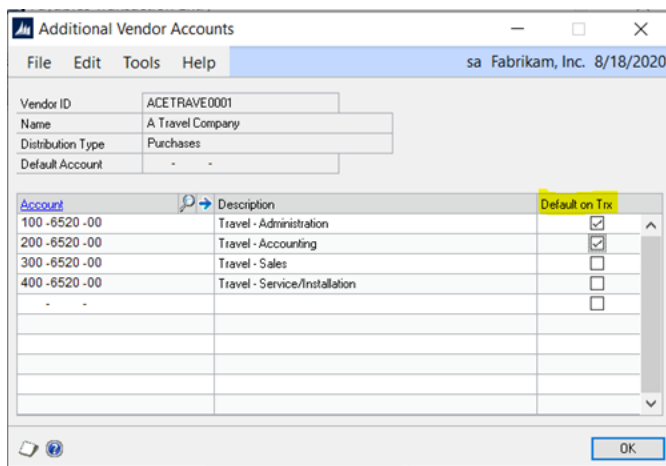 Additional Vendor Accounts
File Edit Tools Help sa Fabrikam, Inc. 8/18/2020
Vendor ID ACETRAVE0001
Name A Travel Company
Distribution Type Purchases
Default Account - -
Account Description Default on Trx
100 -6520 -00 Travel - Administration
200 -6520 -00 Travel - Accounting
300 -6520 -00 Travel - Sales
400 -6520 -00 Travel - Service/Installation
- -
OK